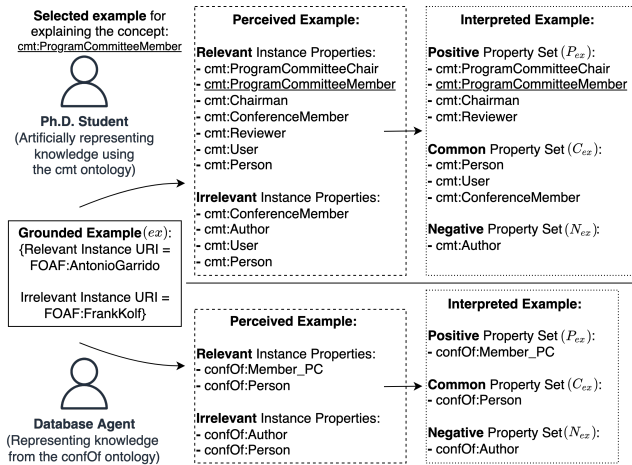 Selected example for
explaining the concept:
cmt:ProgramCommitteeMember
Ph.D. Student
(Artificially representing
knowledge using
the cmt ontology)
Grounded Example(ex):
{Relevant Instance URI =
FOAF:AntonioGarrido
Irrelevant Instance URI =
FOAF:FrankKolf}
Database Agent
(Representing knowledge
from the confOf ontology)
Perceived Example:
Relevant Instance Properties:
- cmt:ProgramCommitteeChair
- cmt:ProgramCommitteeMember
- cmt:Chairman
- cmt:ConferenceMember
- cmt:Reviewer
- cmt:User
- cmt:Person
Irrelevant Instance Properties:
- cmt:ConferenceMember
- cmt:Author
- cmt:User
- cmt:Person
Interpreted Example:
Positive Property Set (P_ex):
- cmt:ProgramCommitteeChair
- cmt:ProgramCommitteeMember
- cmt:Chairman
- cmt:Reviewer
Common Property Set (C_ex):
- cmt:Person
- cmt:User
- cmt:ConferenceMember
Negative Property Set(N_ex):
- cmt:Author
Perceived Example:
Relevant Instance Properties:
- confOf:Member_PC
- confOf:Person
Irrelevant Instance Properties:
- confOf:Author
- confOf:Person
Interpreted Example:
Positive Property Set (P_ex):
- confOf:Member_PC
Common Property Set (C_ex):
- confOf:Person
Negative Property Set(N_ex):
- confOf:Author